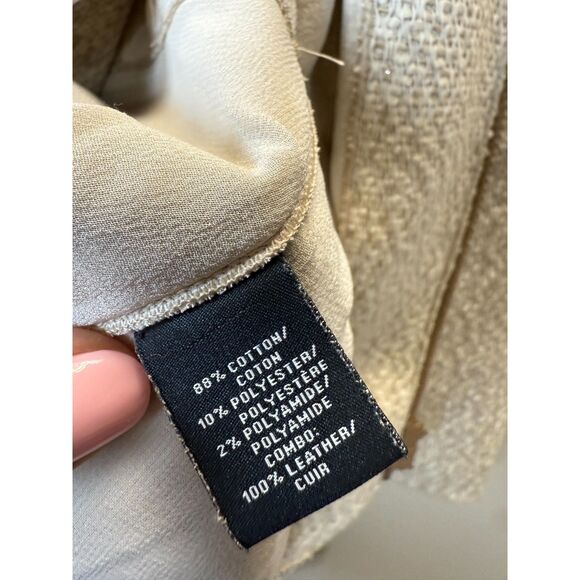 88% COTTON/
COTON
10% POLYESTER/
POLYESTÈRE
2% POLYAMIDE/
POLYAMIDE
COMBO:
100% LEATHER/
CUIR